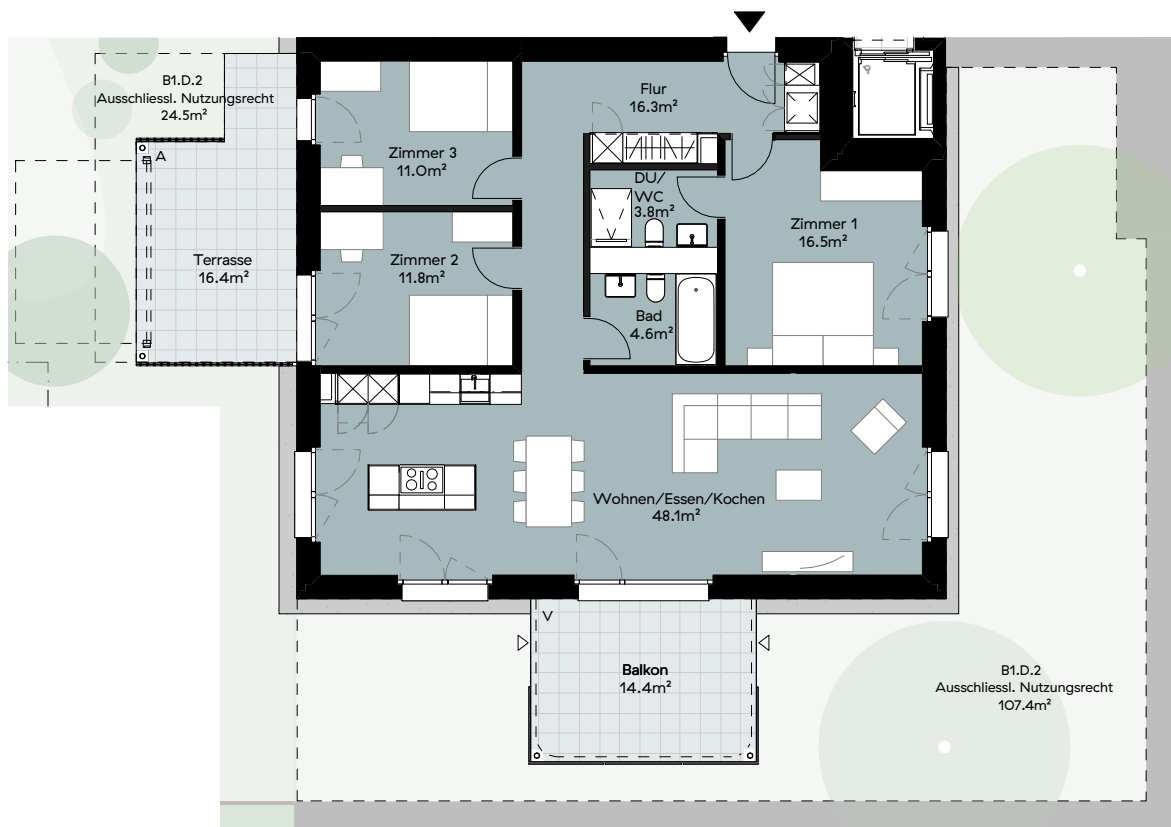 B1.D.2
Ausschliessl. Nutzungsrecht
24.5m²
A
Terrasse
16.4m²
Zimmer 3
11.0m²
Zimmer 2
11.8m²
Flur
16.3m²
DU/
WC
3.8m²
Bad
4.6m²
Zimmer 1
16.5m²
Wohnen/Essen/Kochen
48.1m²
V
Balkon
14.4m²
B1.D.2
Ausschliessl. Nutzungsrecht
107.4m²